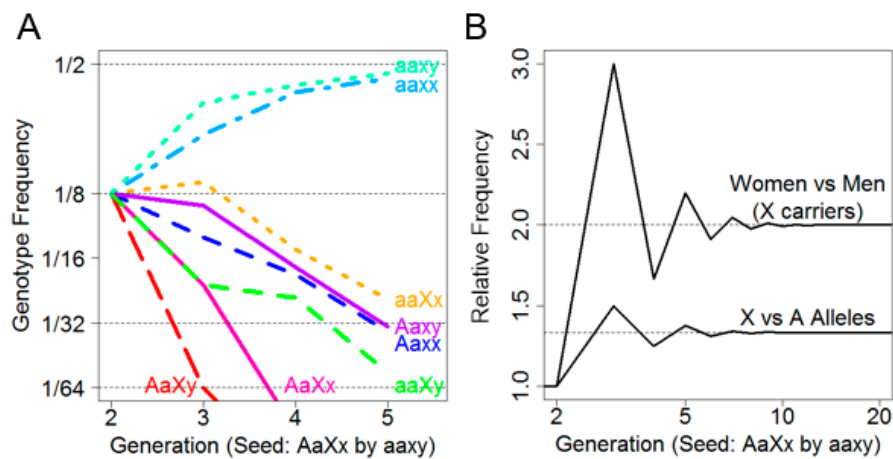 A
Genotype Frequency
1/2
1/8
1/16
1/32
1/64
aaxy
aaxx
aaXx
Aaxy
Aaxx
aaXy
AaXy
AaXx
2 3 4 5
Generation (Seed: AaXx by aaxy)
B
Relative Frequency
3.0
2.5
2.0
1.5
1.0
Women vs Men
(X carriers)
X vs A Alleles
2 5 10 20
Generation (Seed: AaXx by aaxy)